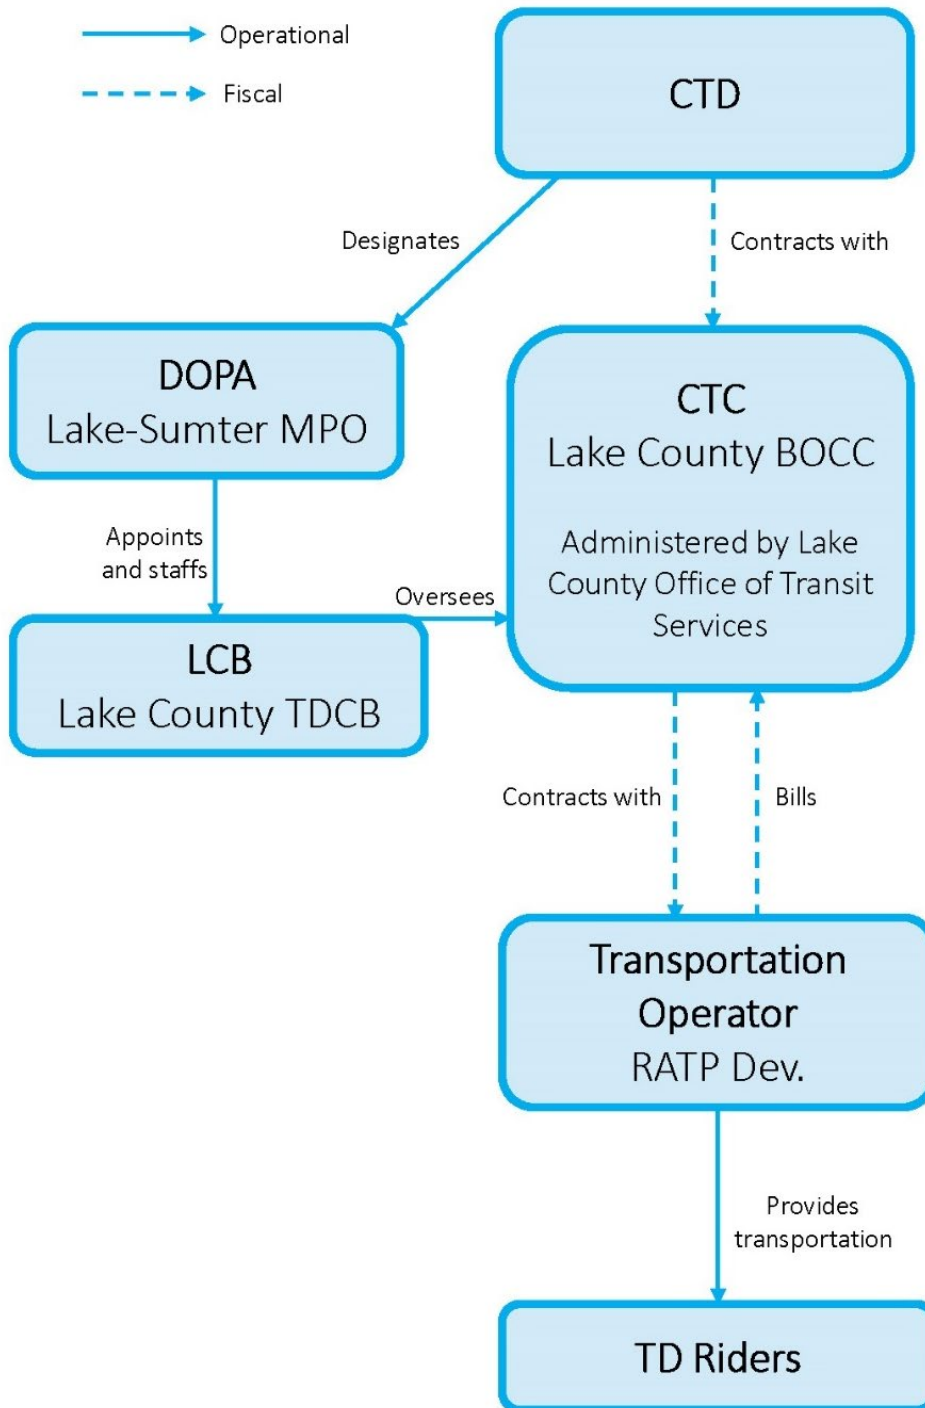 Operational
Fiscal
CTD
Designates
Contracts with
DOPA
Lake-Sumter MPO
CTC
Lake County BOCC
Administered by Lake
County Office of Transit
Services
Appoints
and staffs
Oversees
LCB
Lake County TDCB
Contracts with
Bills
Transportation
Operator
RATP Dev.
Provides
transportation
TD Riders